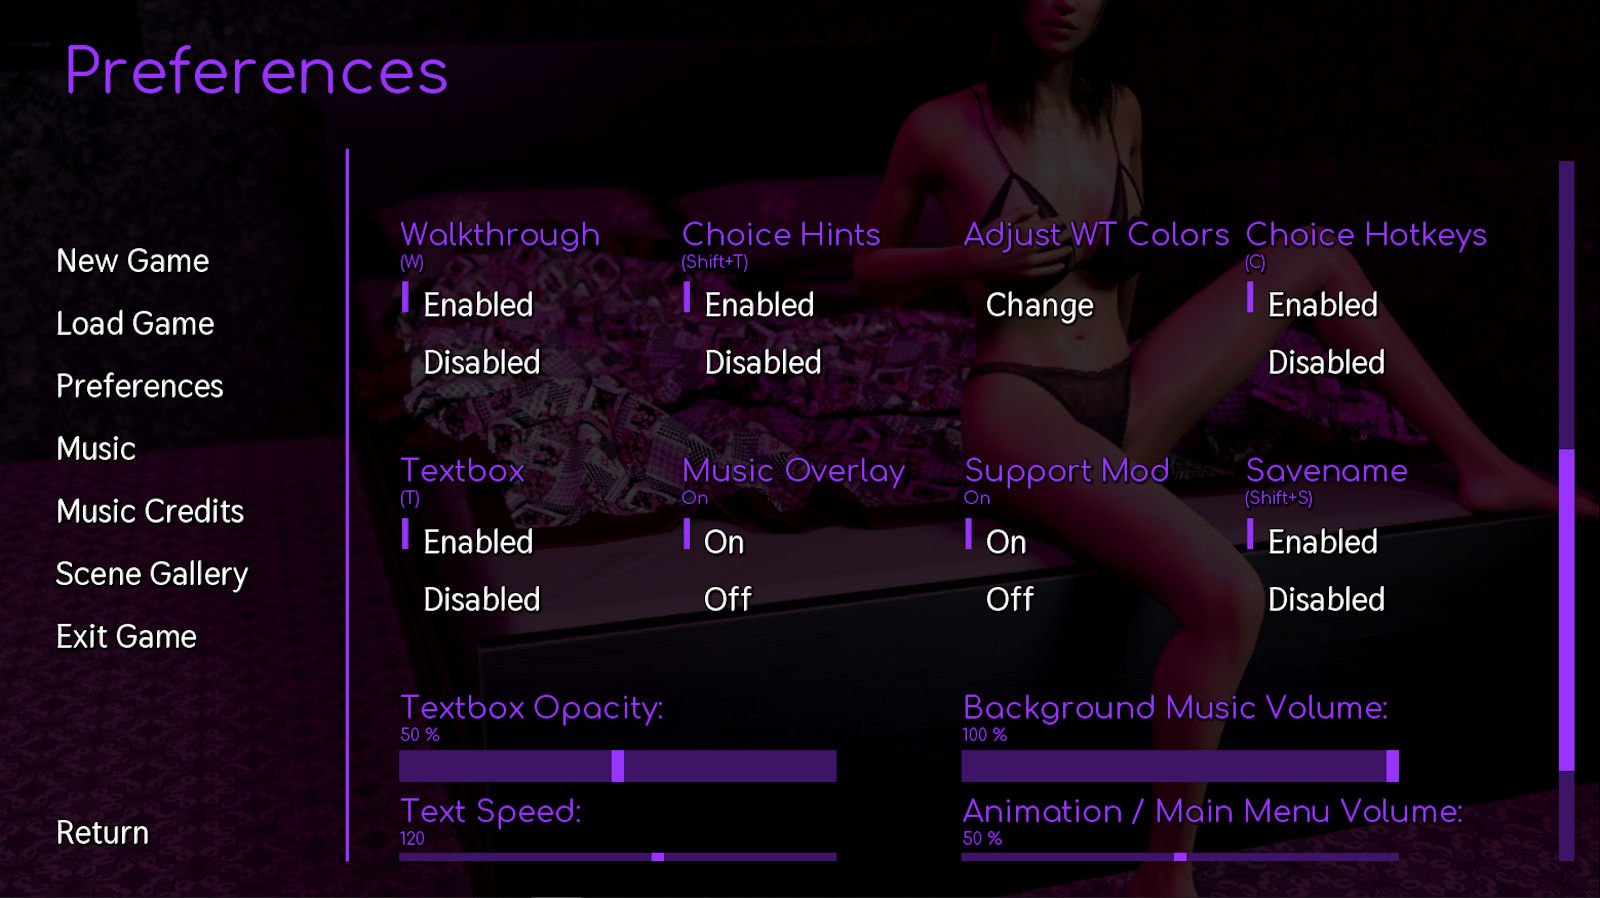 Preferences
New Game
Load Game
Preferences
Music
Music Credits
Scene Gallery
Exit Game
Return
Walkthrough
(W)
Enabled
Disabled
Choice Hints
(Shift+T)
Enabled
Disabled
Adjust WT Colors
Change
Choice Hotkeys
(C)
Enabled
Disabled
Textbox
(T)
Enabled
Disabled
Music Overlay
On
On
Off
Support Mod
On
On
Off
Savename
(Shift+S)
Enabled
Disabled
Textbox Opacity:
50 %
Background Music Volume:
100 %
Text Speed:
120
Animation / Main Menu Volume:
50 %